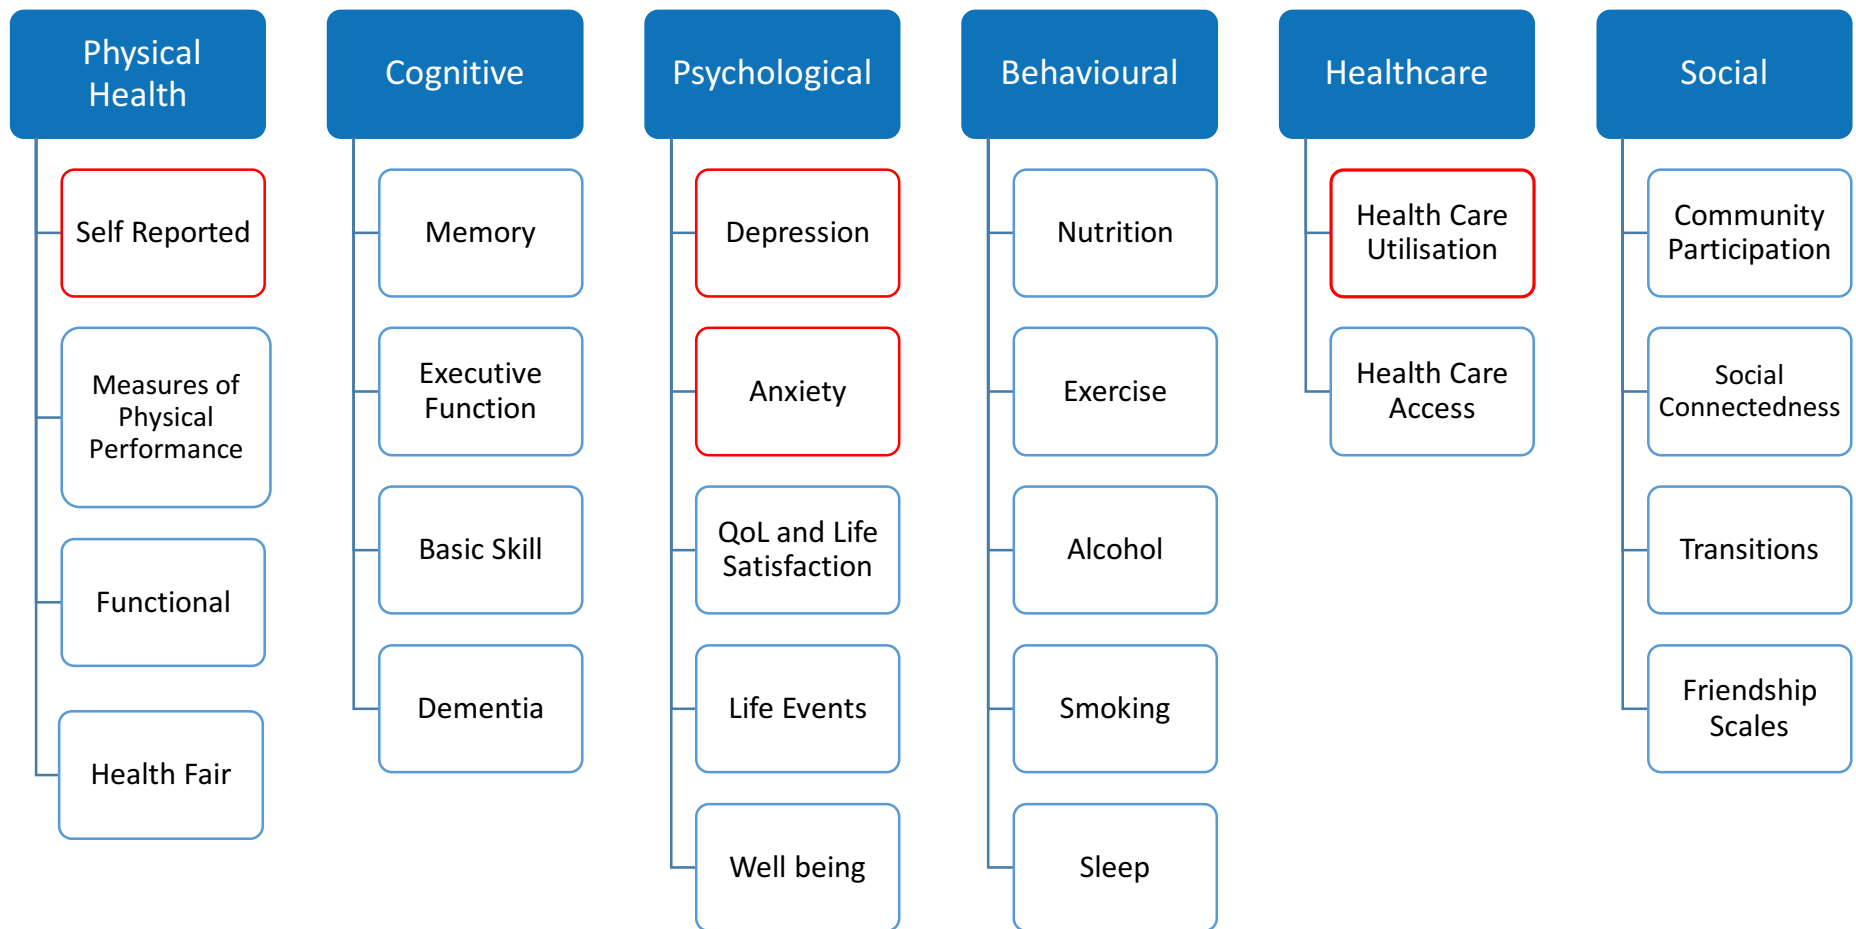 Physical
Health
Self Reported
Measures of
Physical
Performance
Functional
Health Fair
Cognitive
Memory
Executive
Function
Basic Skill
Dementia
Psychological
Depression
Anxiety
QoL and Life
Satisfaction
Life Events
Well being
Behavioural
Nutrition
Exercise
Alcohol
Smoking
Sleep
Healthcare
Health Care
Utilisation
Health Care
Access
Social
Community
Participation
Social
Connectedness
Transitions
Friendship
Scales